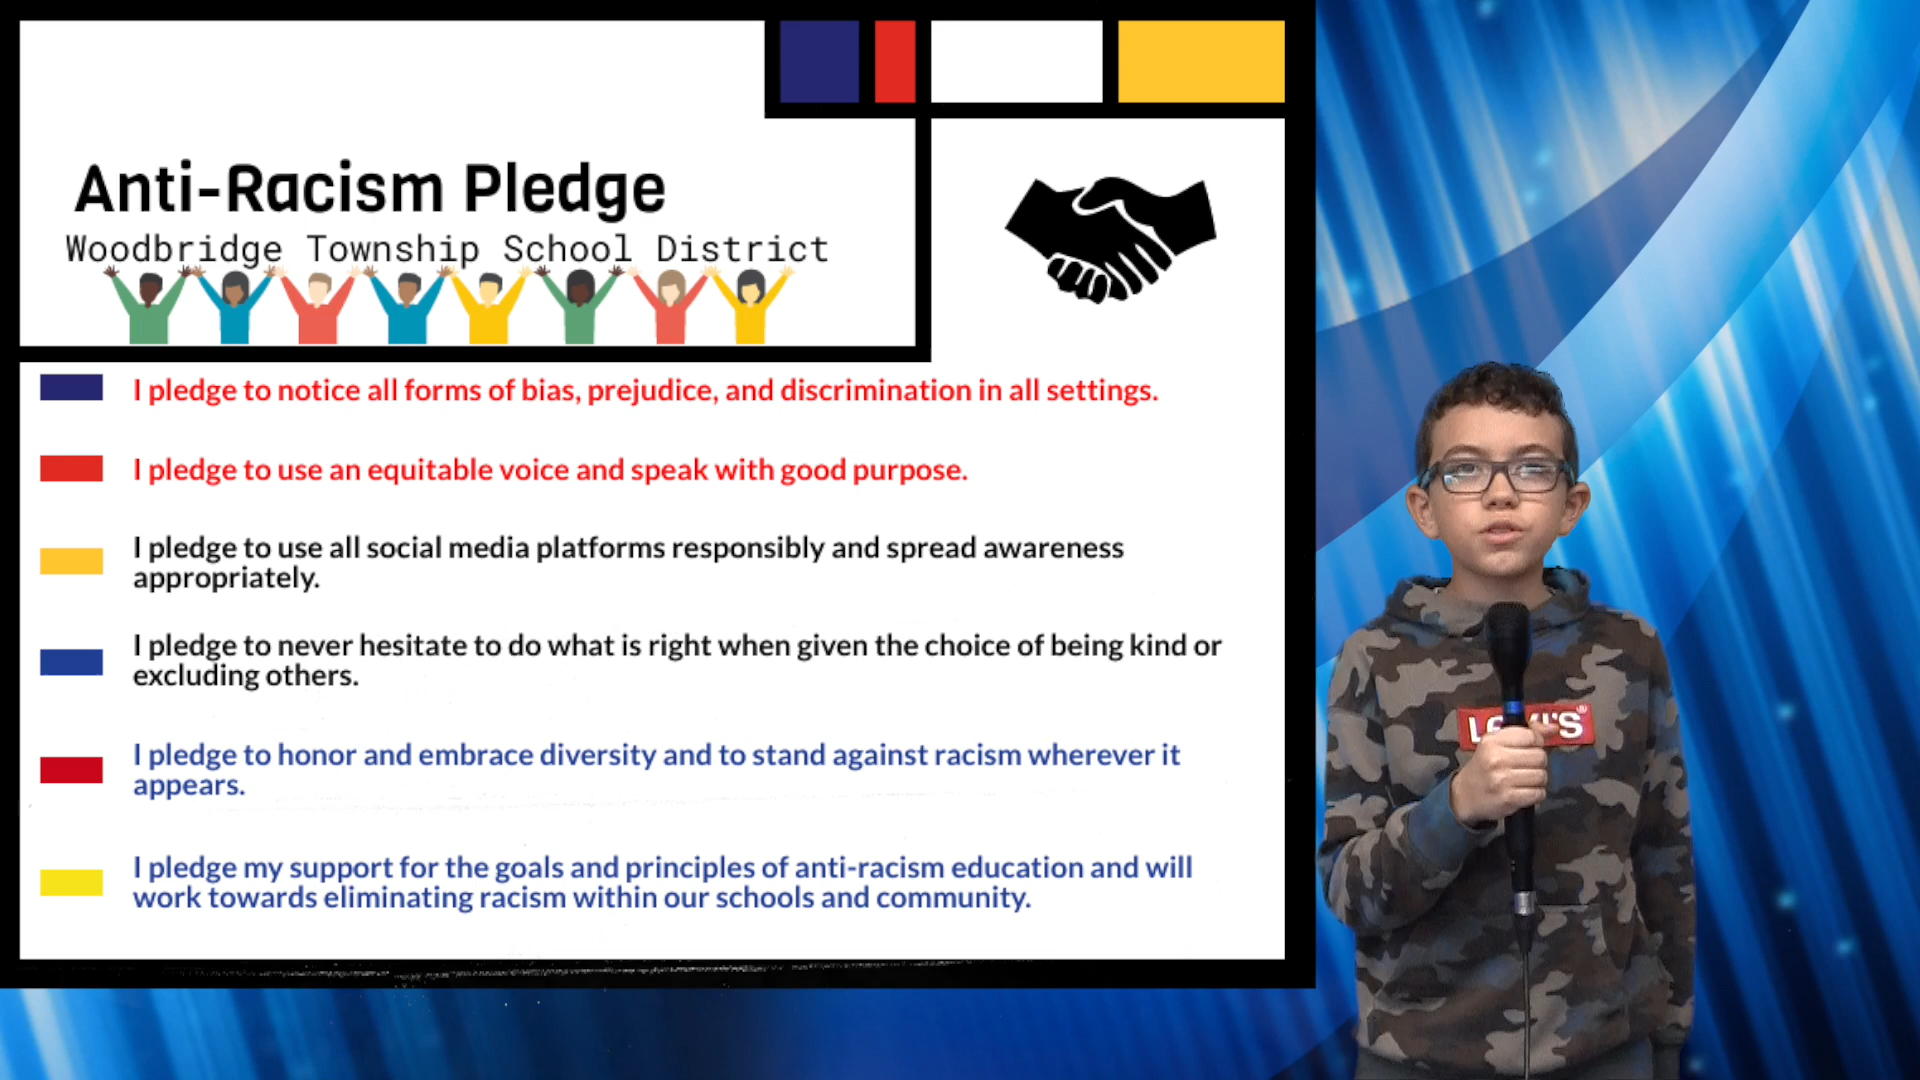 Anti-Racism Pledge
Woodbridge Township School District
I pledge to notice all forms of bias, prejudice, and discrimination in all settings.
I pledge to use an equitable voice and speak with good purpose.
I pledge to use all social media platforms responsibly and spread awareness
appropriately.
I pledge to never hesitate to do what is right when given the choice of being kind or
excluding others.
I pledge to honor and embrace diversity and to stand against racism wherever it
appears.
I pledge my support for the goals and principles of anti-racism education and will
work towards eliminating racism within our schools and community.
LEVI'S®